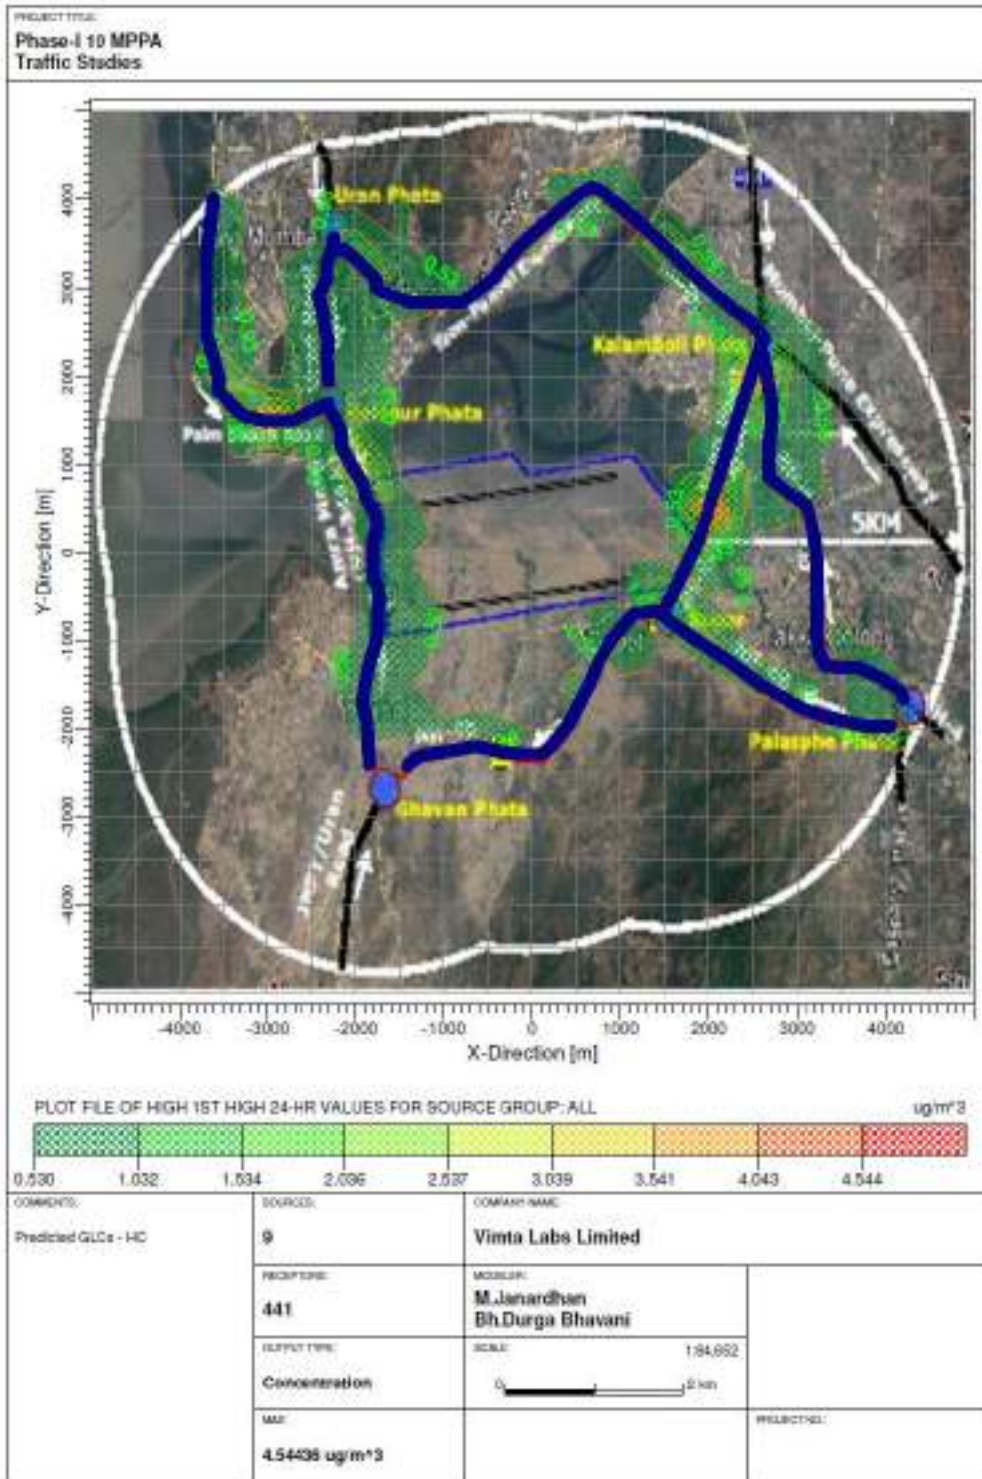 PROJECT TITLE:
Phase-I 10 MPPA
Traffic Studies
Uran Phata
Kalamboli
ur Phata
Palm
5KM
Palasphe
Ghavan Phata
Y-Direction [m]
4000
3000
2000
1000
0
-1000
-2000
-3000
-4000
-4000 -3000 -2000 -1000 0 1000 2000 3000 4000
X-Direction [m]
PLOT FILE OF HIGH 1ST HIGH 24-HR VALUES FOR SOURCE GROUP: ALL ug/m^3
0.530 1.032 1.534 2.036 2.537 3.039 3.541 4.043 4.544
COMMENTS:
Predicted GLCs - HC
SOURCES:
9
COMPANY NAME:
Vimta Labs Limited
RECEPTORS:
441
MODELER:
M.Janardhan
Bh.Durga Bhavani
OUTPUT TYPE:
Concentration
SCALE: 1:84,652
0 2 km
MAX:
4.54436 ug/m^3
PROJECT NO.: